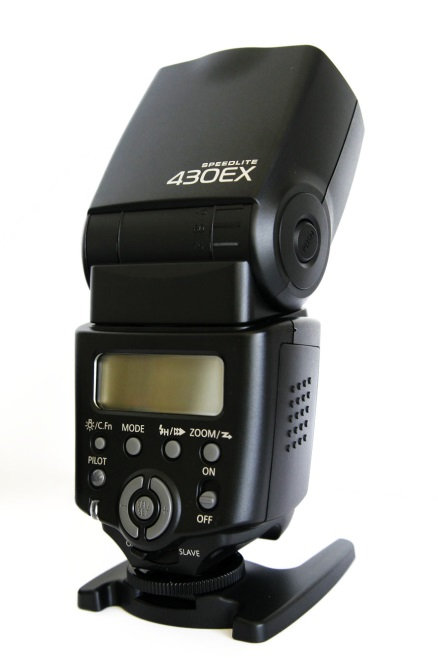 SPEEDLITE
430EX
/C.Fn MODE H/ ZOOM/
PILOT
ON
OFF
SLAVE